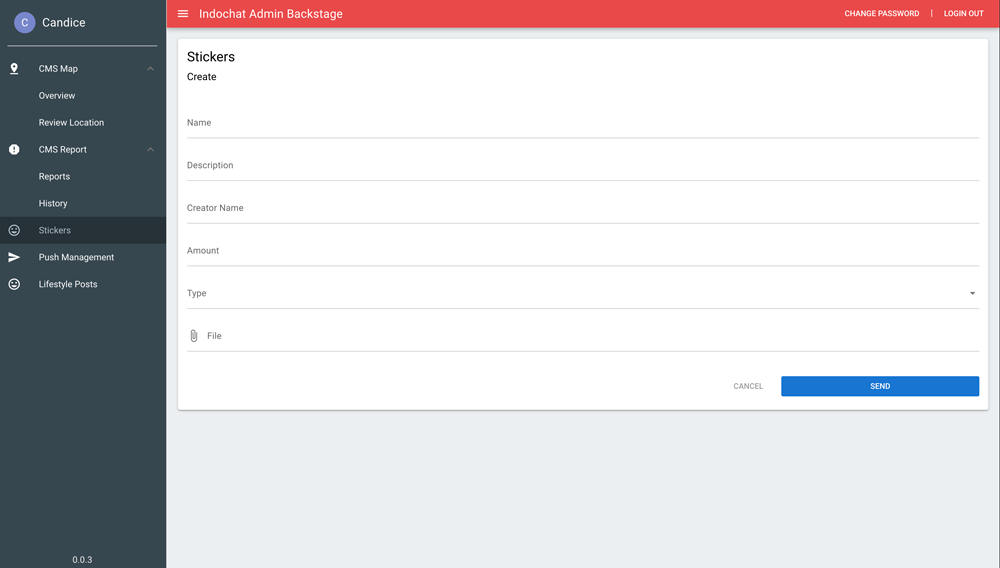 C Candice
CMS Map
Overview
Review Location
CMS Report
Reports
History
Stickers
Push Management
Lifestyle Posts
0.0.3
Indochat Admin Backstage
CHANGE PASSWORD | LOGIN OUT
Stickers
Create
Name
Description
Creator Name
Amount
Type
File
CANCEL SEND